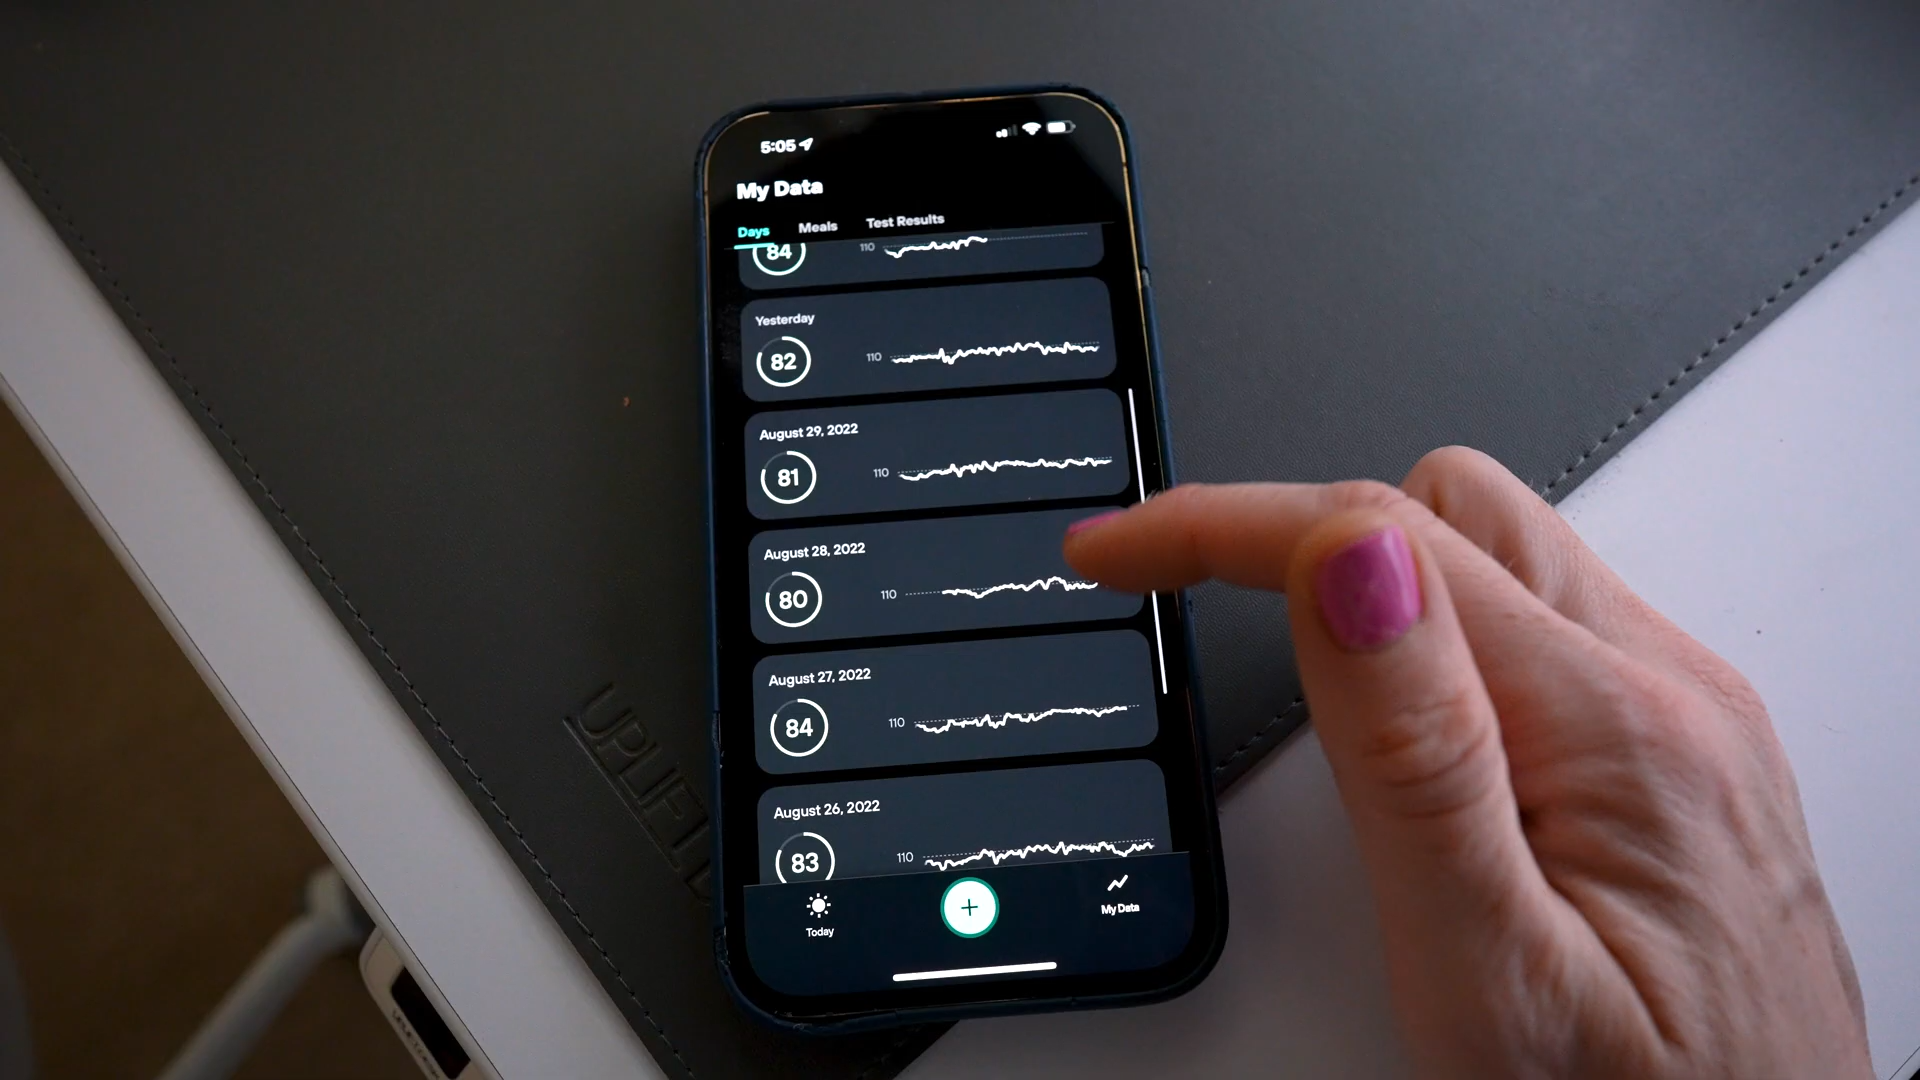 5:05
My Data
Days Meals Test Results
84 110
Yesterday
82 110
August 29, 2022
81 110
August 28, 2022
80 110
August 27, 2022
84 110
August 26, 2022
83 110
Today + My Data
UPLIFT